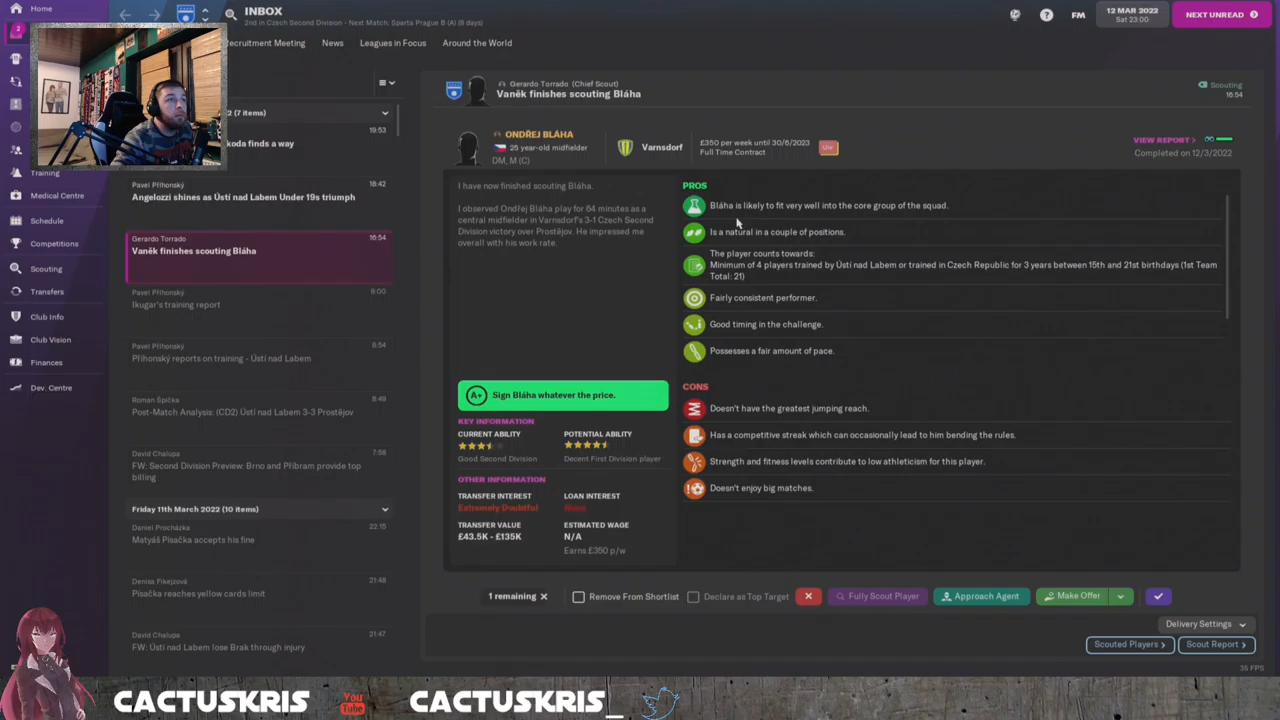 Home
INBOX
2nd in Czech Second Division - Next Match: Sparta Prague B (A) (8 days)
FM
12 MAR 2022
Sat 23:00
NEXT UNREAD
2
Recruitment Meeting
News
Leagues in Focus
Around the World
Training
Medical Centre
Schedule
Competitions
Scouting
Transfers
Club Info
Club Vision
Finances
Dev. Centre
2 (7 items)
19:53
koda finds a way
Pavel Příhonský
18:42
Angelozzi shines as Ústí nad Labem Under 19s triumph
Gerardo Torrado
16:54
Vaněk finishes scouting Bláha
Pavel Příhonský
9:00
Ikugar's training report
Pavel Příhonský
8:54
Příhonský reports on training - Ústí nad Labem
Roman Špička
8:49
Post-Match Analysis: (CD2) Ústí nad Labem 3-3 Prostějov
David Chalupa
7:58
FW: Second Division Preview: Brno and Příbram provide top
billing
Friday 11th March 2022 (10 items)
Daniel Procházka
22:15
Matyáš Písačka accepts his fine
Denisa Fikejzová
21:48
Písačka reaches yellow cards limit
David Chalupa
21:47
FW: Ústí nad Labem lose Brak through injury
Gerardo Torrado (Chief Scout)
Vaněk finishes scouting Bláha
Scouting
16:54
ONDŘEJ BLÁHA
25 year-old midfielder
DM, M (C)
Varnsdorf
£350 per week until 30/6/2023
Full Time Contract
Unr
VIEW REPORT >
Completed on 12/3/2022
I have now finished scouting Bláha.
I observed Ondřej Bláha play for 64 minutes as a
central midfielder in Varnsdorf's 3-1 Czech Second
Division victory over Prostějov. He impressed me
overall with his work rate.
A+ Sign Bláha whatever the price.
KEY INFORMATION
CURRENT ABILITY
POTENTIAL ABILITY
Good Second Division
Decent First Division player
OTHER INFORMATION
TRANSFER INTEREST
LOAN INTEREST
Extremely Doubtful
None
TRANSFER VALUE
ESTIMATED WAGE
£43.5K - £135K
N/A
Earns £350 p/w
PROS
Bláha is likely to fit very well into the core group of the squad.
Is a natural in a couple of positions.
The player counts towards:
Minimum of 4 players trained by Ústí nad Labem or trained in Czech Republic for 3 years between 15th and 21st birthdays (1st Team
Total: 21)
Fairly consistent performer.
Good timing in the challenge.
Possesses a fair amount of pace.
CONS
Doesn't have the greatest jumping reach.
Has a competitive streak which can occasionally lead to him bending the rules.
Strength and fitness levels contribute to low athleticism for this player.
Doesn't enjoy big matches.
1 remaining
Remove From Shortlist
Declare as Top Target
Fully Scout Player
Approach Agent
Make Offer
Delivery Settings
Scouted Players >
Scout Report >
35 FPS
CACTUSKRIS
You
Tube
CACTUSKRIS_